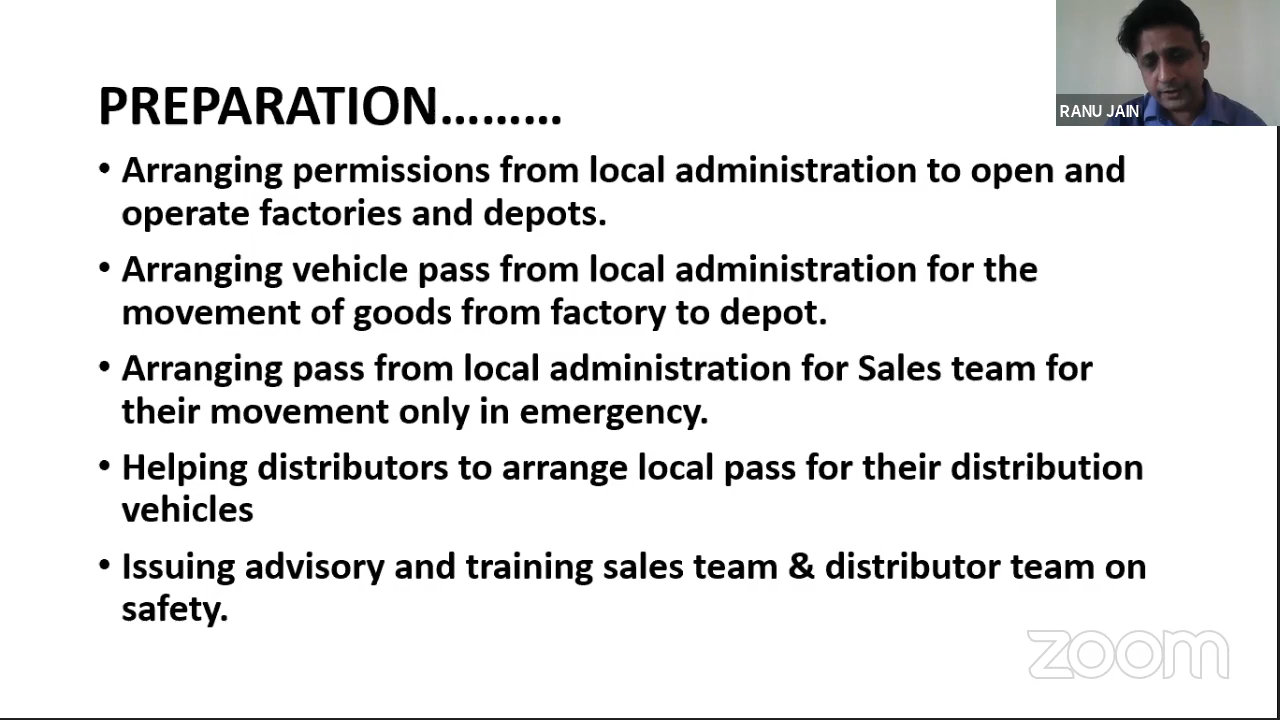 PREPARATION.........
• Arranging permissions from local administration to open and
operate factories and depots.
• Arranging vehicle pass from local administration for the
movement of goods from factory to depot.
• Arranging pass from local administration for Sales team for
their movement only in emergency.
• Helping distributors to arrange local pass for their distribution
vehicles
• Issuing advisory and training sales team & distributor team on
safety.
RANU JAIN
zoom